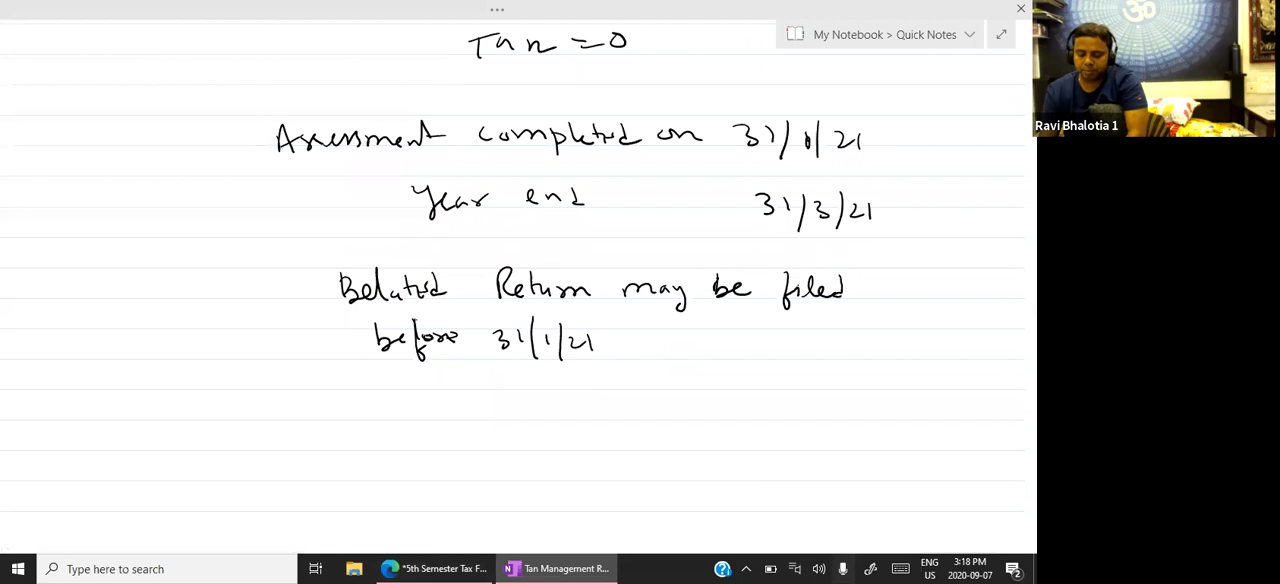 My Notebook > Quick Notes
Tax = 0
Assessment completed on 31/1/21
Year end 31/3/21
Belated Return may be filed
before 31/1/21
Ravi Bhalotia 1
Type here to search
*5th Semester Tax F...
Tax Management R...
ENG
US
3:18 PM
2020-09-07
2